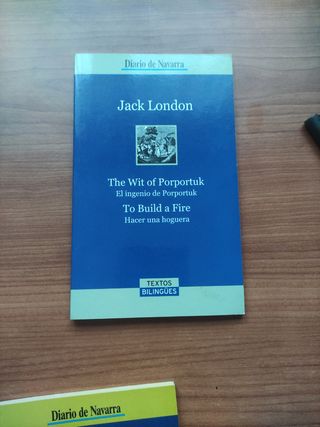 Diario de Navarra
Jack London
The Wit of Porportuk
El ingenio de Porportuk
To Build a Fire
Hacer una hoguera
TEXTOS
BILINGÜES
Diario de Navarra